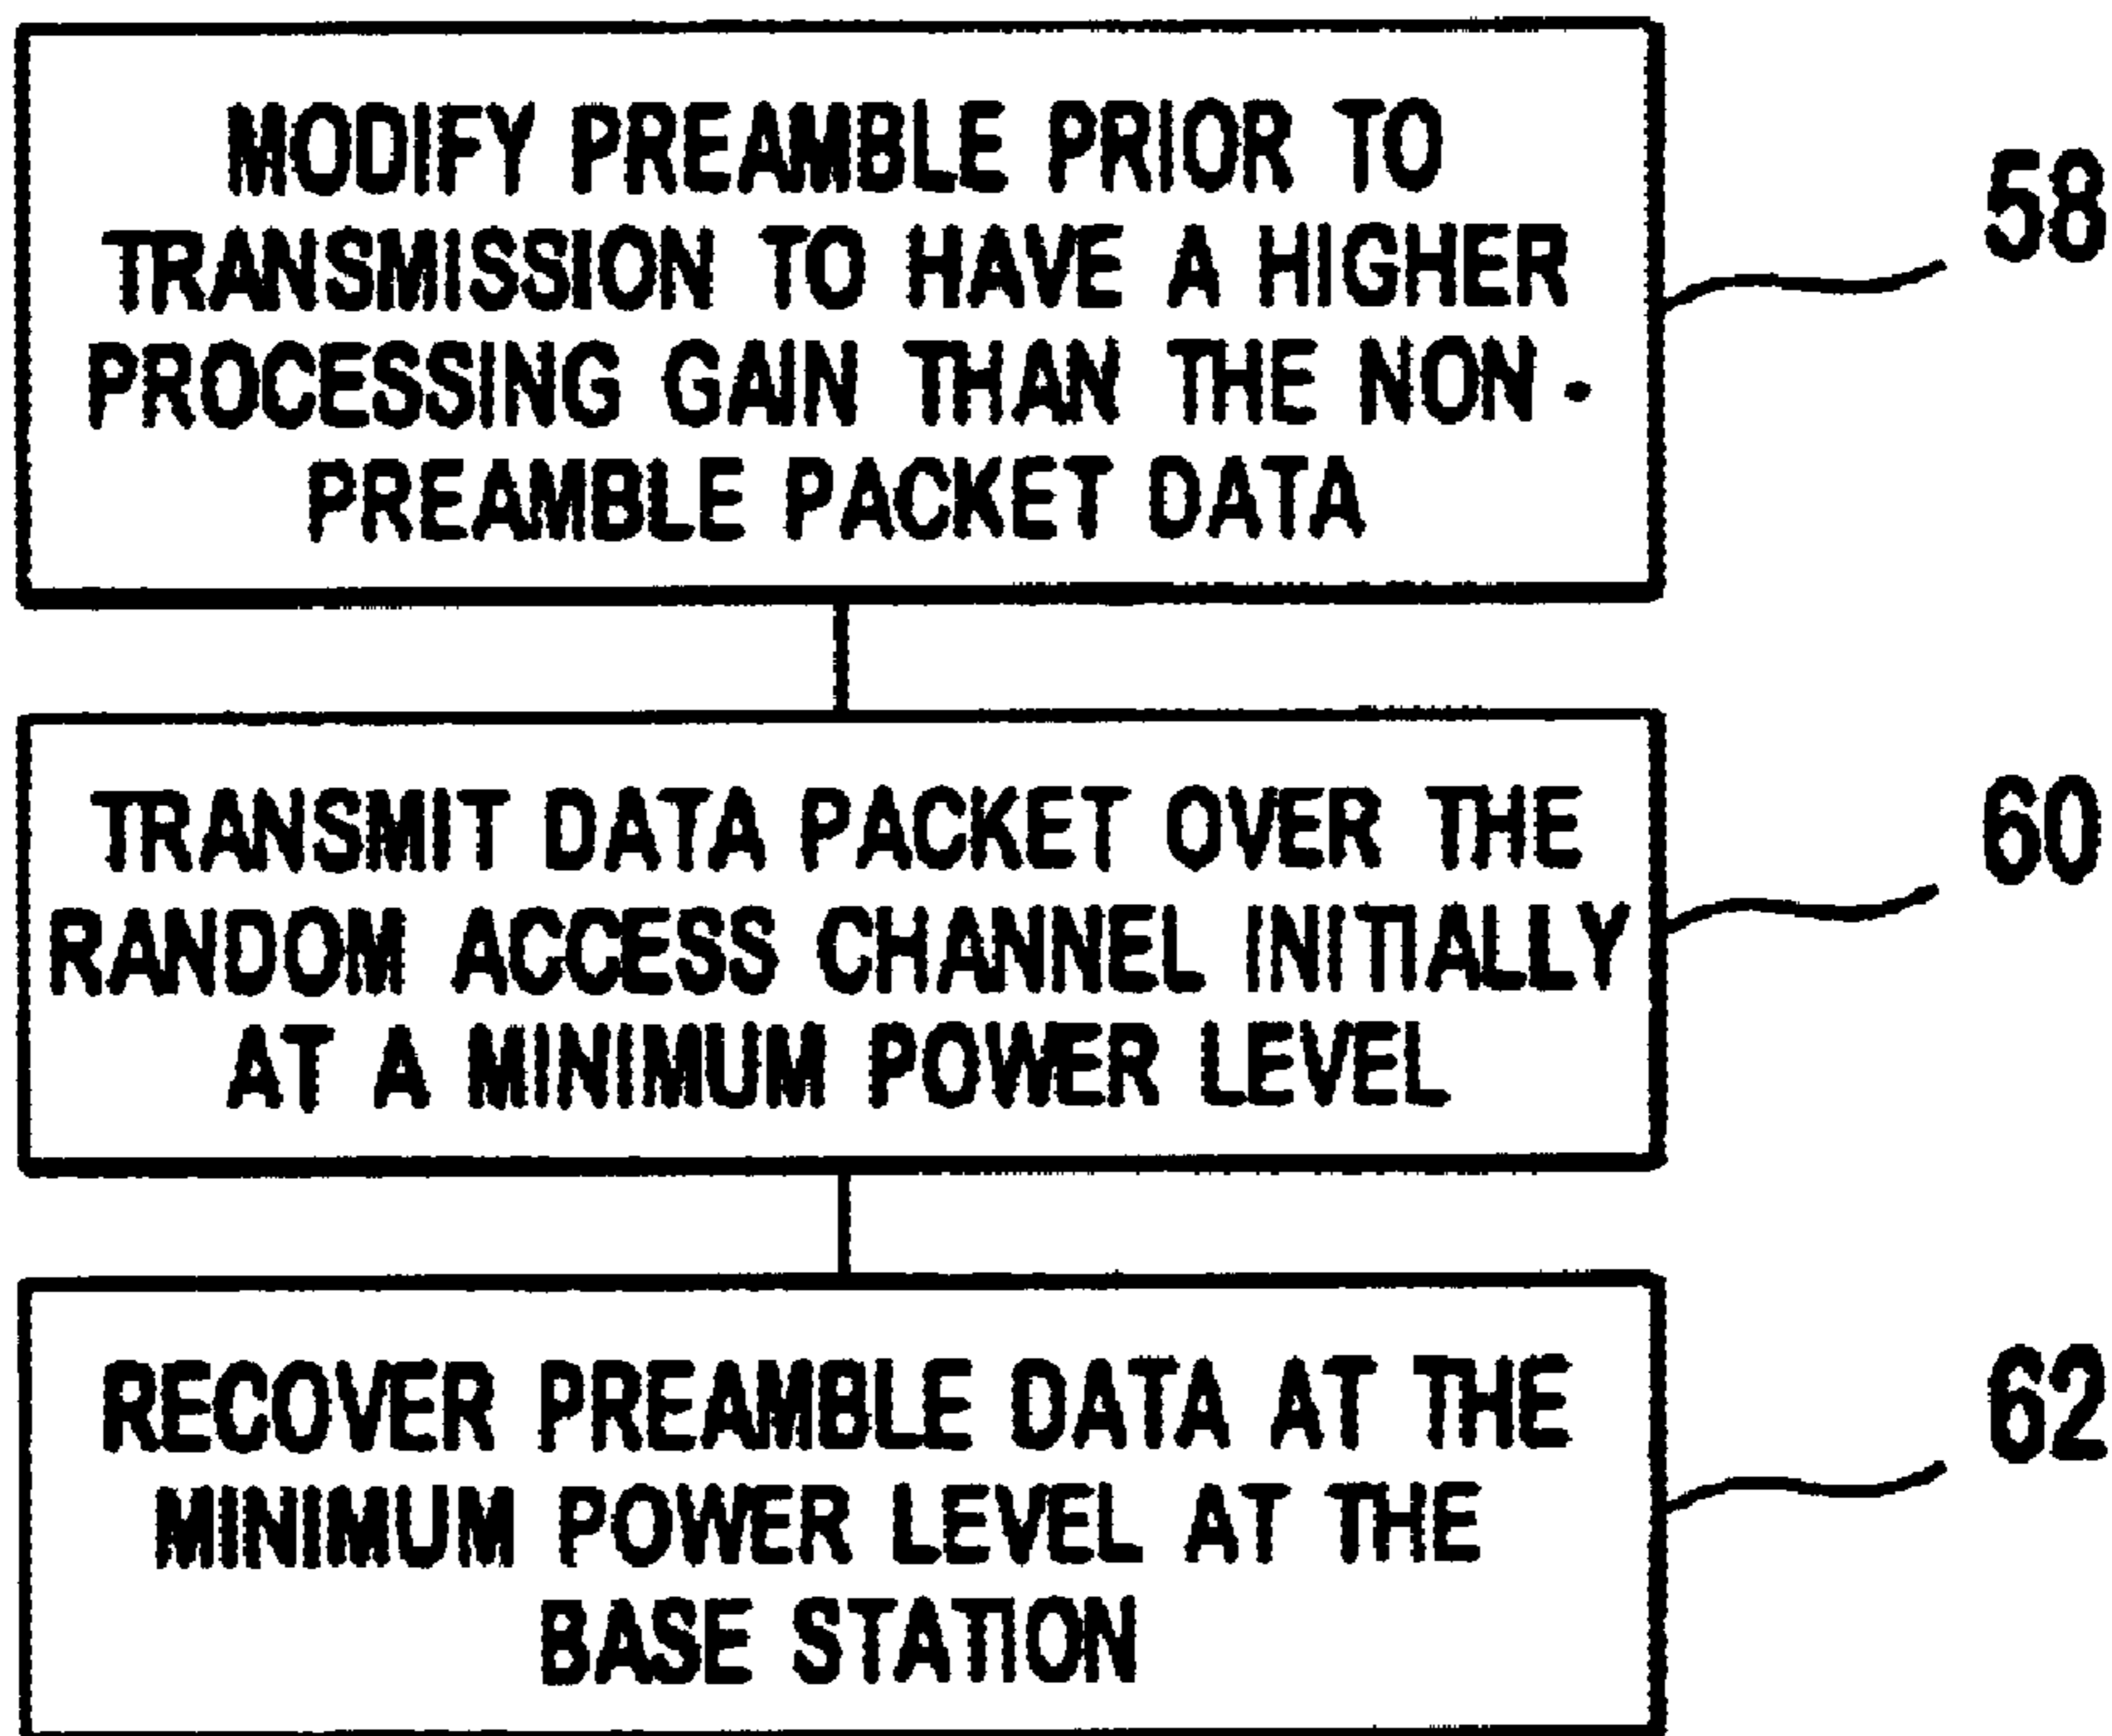 MODIFY PREAMBLE PRIOR TO
TRANSMISSION TO HAVE A HIGHER
PROCESSING GAIN THAN THE NON -
PREAMBLE PACKET DATA
58
TRANSMIT DATA PACKET OVER THE
RANDOM ACCESS CHANNEL INITIALLY
AT A MINIMUM POWER LEVEL
60
RECOVER PREAMBLE DATA AT THE
MINIMUM POWER LEVEL AT THE
BASE STATION
62